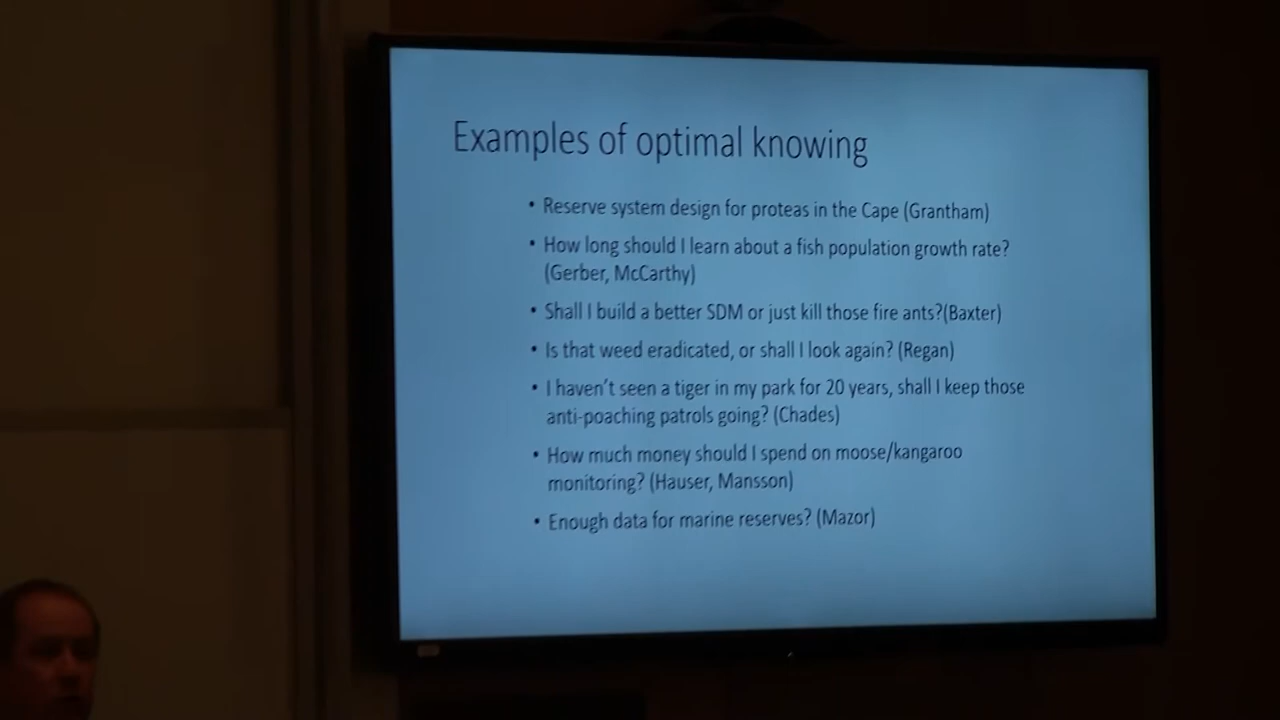 Examples of optimal knowing
• Reserve system design for proteas in the Cape (Grantham)
• How long should I learn about a fish population growth rate?
(Gerber, McCarthy)
• Shall I build a better SDM or just kill those fire ants?(Baxter)
• Is that weed eradicated, or shall I look again? (Regan)
• I haven't seen a tiger in my park for 20 years, shall I keep those
anti-poaching patrols going? (Chades)
• How much money should I spend on moose/kangaroo
monitoring? (Hauser, Mansson)
• Enough data for marine reserves? (Mazor)